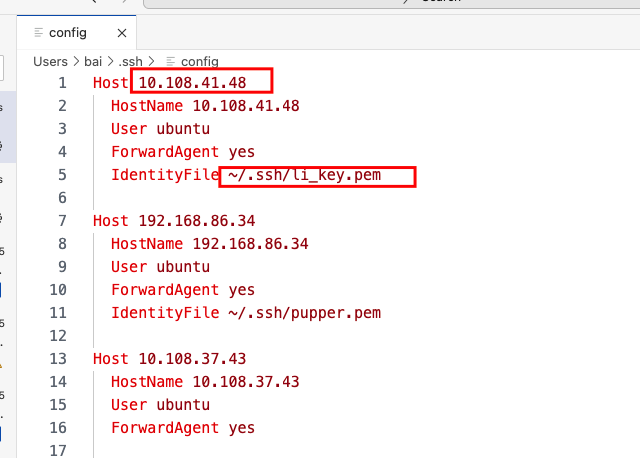 config
Users > bai > .ssh > config
1 Host 10.108.41.48
2 HostName 10.108.41.48
3 User ubuntu
4 ForwardAgent yes
5 IdentityFile ~/.ssh/li_key.pem
6
7 Host 192.168.86.34
8 HostName 192.168.86.34
9 User ubuntu
10 ForwardAgent yes
11 IdentityFile ~/.ssh/pupper.pem
12
13 Host 10.108.37.43
14 HostName 10.108.37.43
15 User ubuntu
16 ForwardAgent yes
17